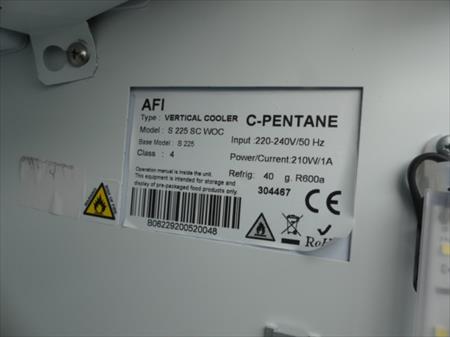 AFI
Type : VERTICAL COOLER
C-PENTANE
Model : S 225 SC WOC
Input :220-240V/50 Hz
Base Model : S 225
Power/Current:210W/1A
Class : 4
Refrig: 40 g. R600a
Operation manual is inside the unit.
This equipment is intended for storage and
display of pre-packaged food products only.
304467
CE
RoHS
B06229200520048